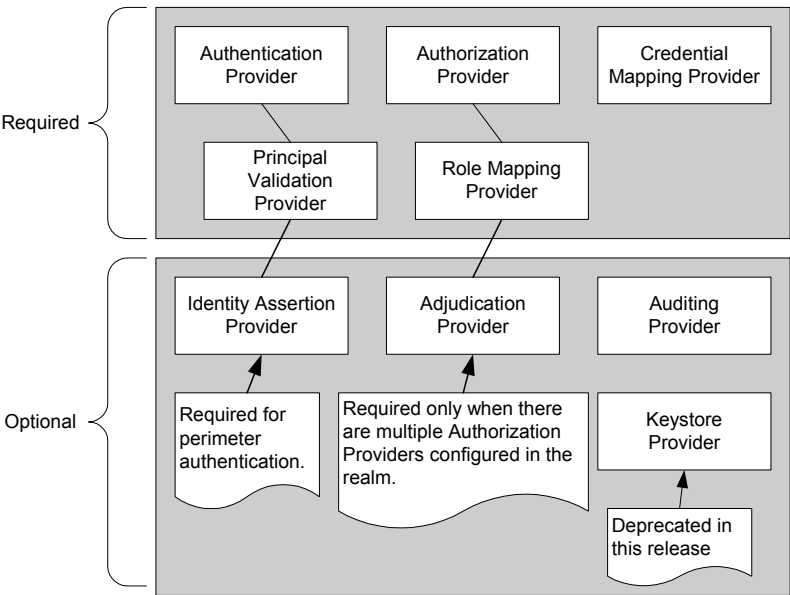 Required
Authentication
Provider
Authorization
Provider
Credential
Mapping Provider
Principal
Validation
Provider
Role Mapping
Provider
Optional
Identity Assertion
Provider
Adjudication
Provider
Auditing
Provider
Required for
perimeter
authentication.
Required only when there
are multiple Authorization
Providers configured in the
realm.
Keystore
Provider
Deprecated in
this release